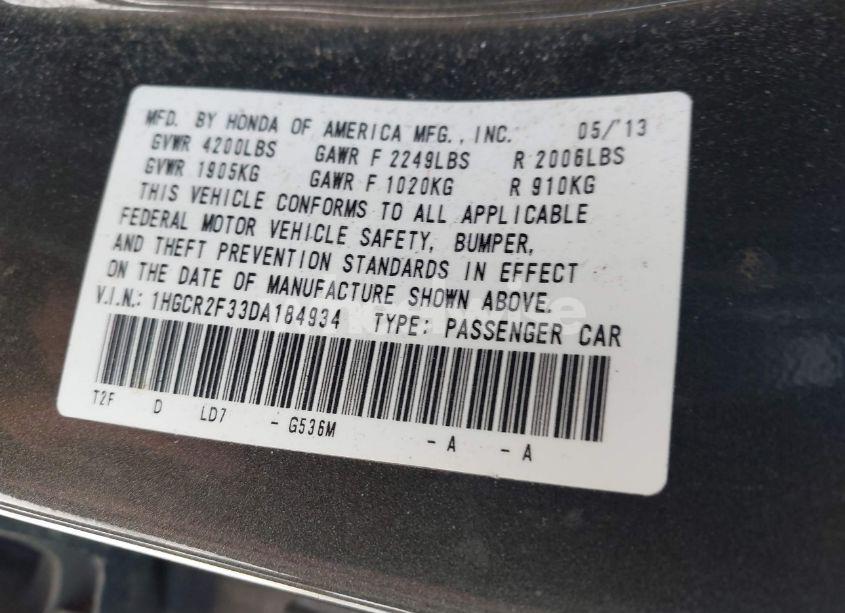 MFD. BY HONDA OF AMERICA MFG., INC. 05/'13
GVWR 4200LBS GAWR F 2249LBS R 2006LBS
GVWR 1905KG GAWR F 1020KG R 910KG
THIS VEHICLE CONFORMS TO ALL APPLICABLE
FEDERAL MOTOR VEHICLE SAFETY, BUMPER,
AND THEFT PREVENTION STANDARDS IN EFFECT
ON THE DATE OF MANUFACTURE SHOWN ABOVE.
V.I.N.: 1HGCR2F33DA184934 TYPE: PASSENGER CAR
T2F D LD7 - G536M - A - A